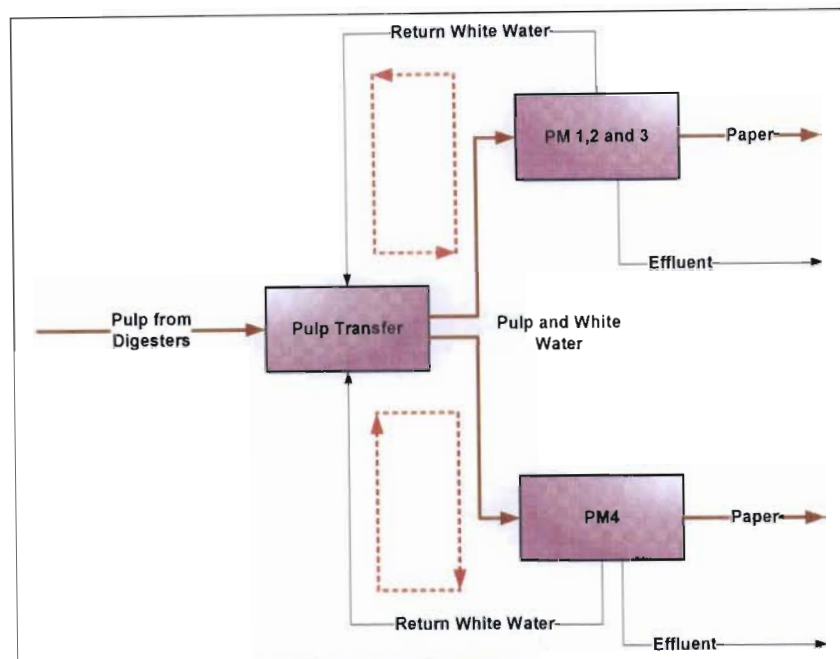 Return White Water
PM 1,2 and 3
Paper
Effluent
Pulp from
Digesters
Pulp Transfer
Pulp and White
Water
PM4
Paper
Return White Water
Effluent